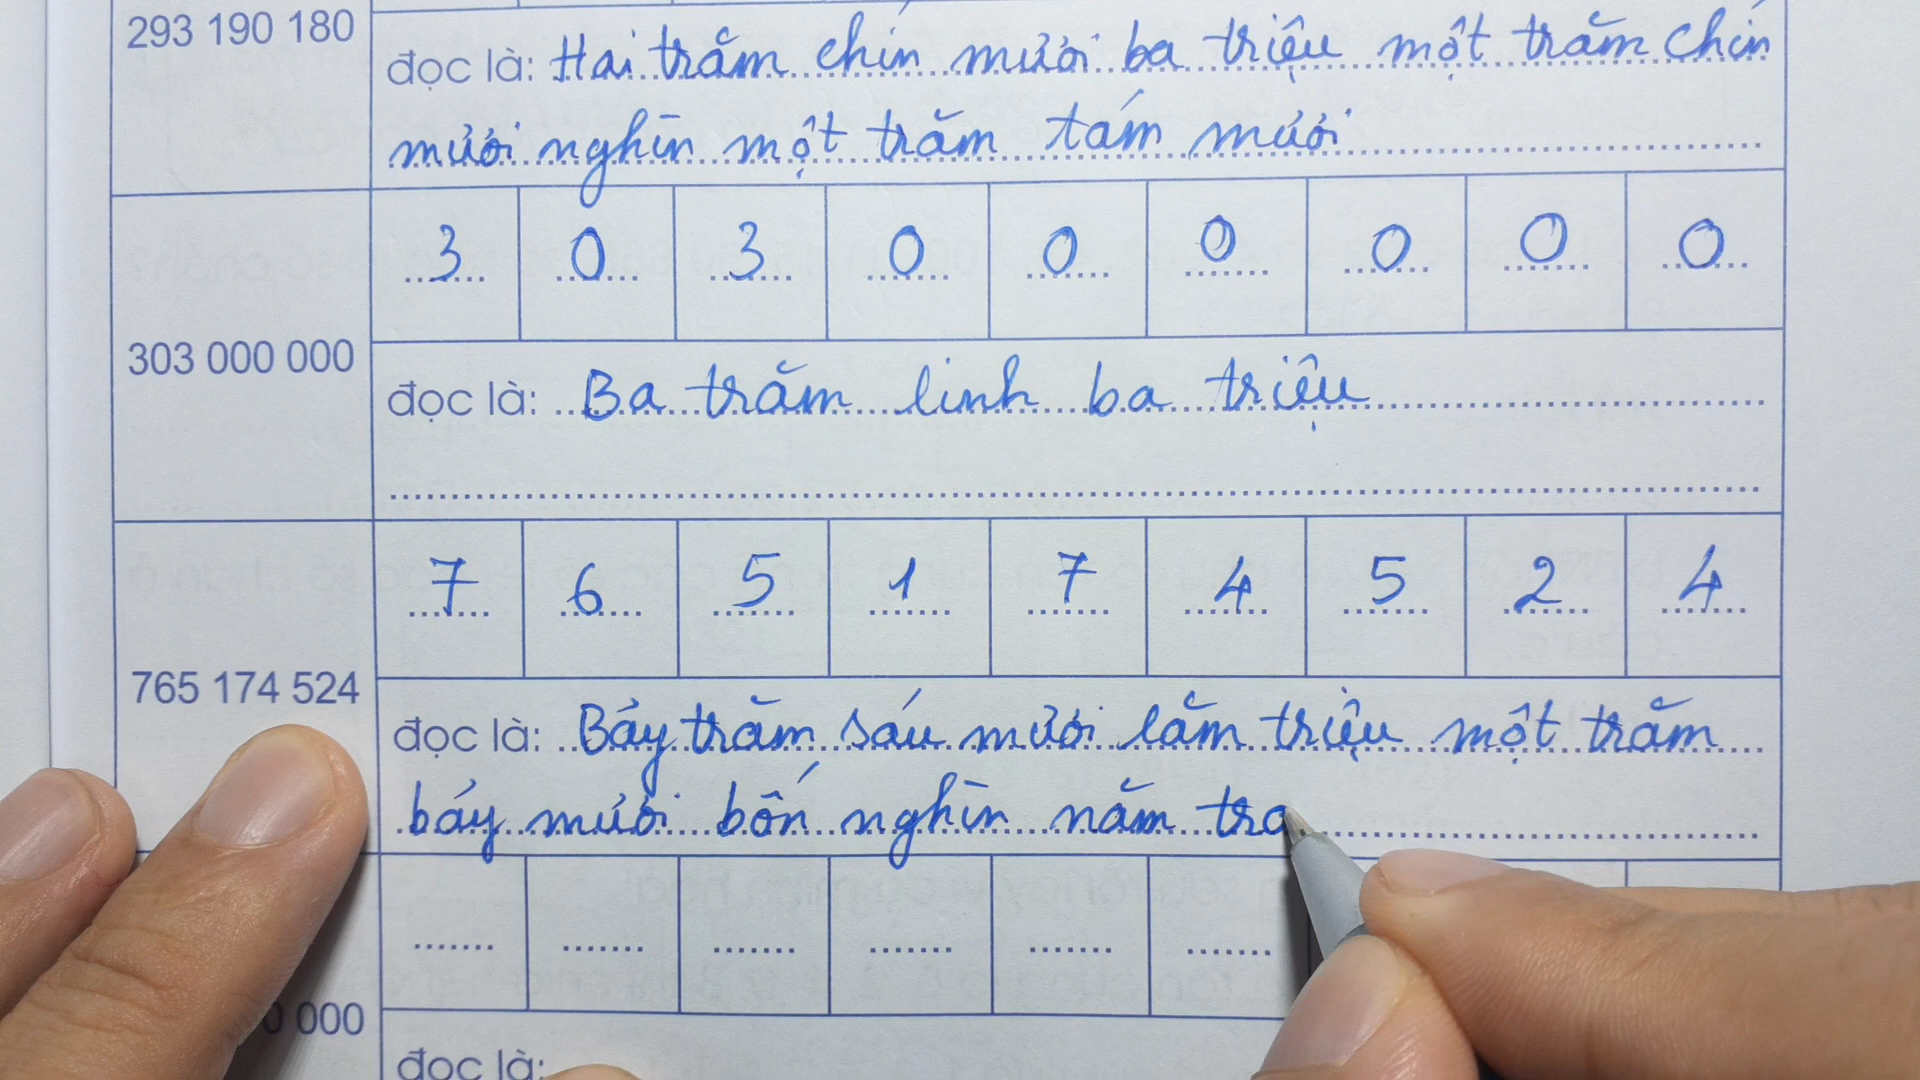 293 190 180
đọc là: Hai trăm chín mươi ba triệu một trăm chín
mươi nghìn một trăm tám mươi
3 0 3 0 0 0 0 0 0
303 000 000
đọc là: Ba trăm linh ba triệu
7 6 5 1 7 4 5 2 4
765 174 524
đọc là: Bảy trăm sáu mươi lăm triệu một trăm
bảy mươi bốn nghìn năm tra
0 000
đọc là: